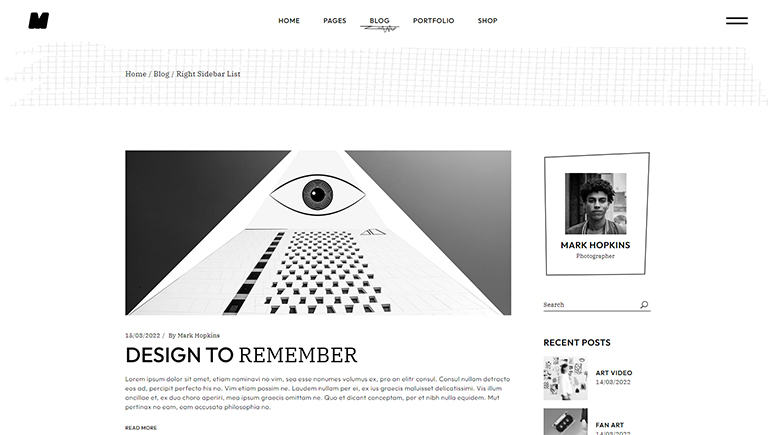 M
HOME PAGES BLOG PORTFOLIO SHOP
Home / Blog / Right Sidebar List
15/03/2022 / By Mark Hopkins
DESIGN TO REMEMBER
Lorem ipsum dolor sit amet, etiam nominavi no vim, sea esse nonumes volumus ex, pro an elitr consul. Consul nullam detracto
eos ad, percipit perfecto his no. Vim etiam possim ne. Laudem nullam per ei, ex ius graecis maluisset delicatissimi. Vis illum
oncillae et, ex duo choro aperiri, mea ipsum graecis omittam ne. Quo et dicant conceptam, per et nibh nulla equidem. Mut
pertinax no eam, eam accusata philosophia no.
READ MORE
MARK HOPKINS
Photographer
Search
RECENT POSTS
ART VIDEO
14/03/2022
FAN ART
14/03/2022